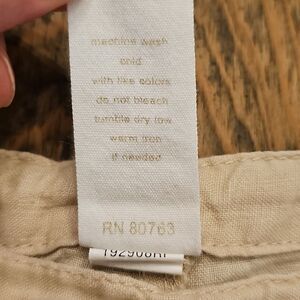 machine wash
cold
with like colors
do not bleach
tumble dry low
warm iron
if needed
RN 80763